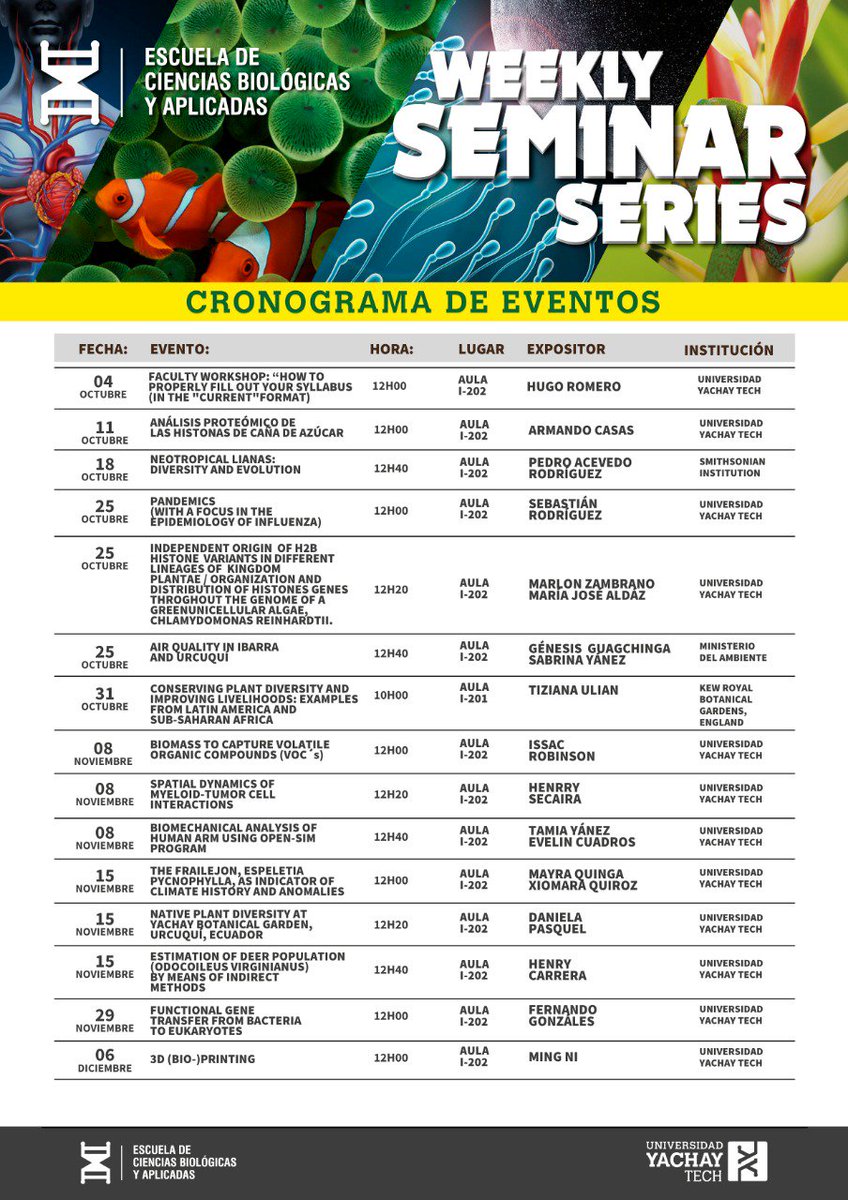 ESCUELA DE
CIENCIAS BIOLÓGICAS
Y APLICADAS
WEEKLY
SEMINAR
SERIES
CRONOGRAMA DE EVENTOS
FECHA: EVENTO: HORA: LUGAR EXPOSITOR INSTITUCIÓN
04
OCTUBRE
FACULTY WORKSHOP: “HOW TO
PROPERLY FILL OUT YOUR SYLLABUS
(IN THE "CURRENT"FORMAT)
12H00
AULA
I-202
HUGO ROMERO
UNIVERSIDAD
YACHAY TECH
11
OCTUBRE
ANÁLISIS PROTEÓMICO DE
LAS HISTONAS DE CAÑA DE AZÚCAR
12H00
AULA
I-202
ARMANDO CASAS
UNIVERSIDAD
YACHAY TECH
18
OCTUBRE
NEOTROPICAL LIANAS:
DIVERSITY AND EVOLUTION
12H40
AULA
I-202
PEDRO ACEVEDO
RODRÍGUEZ
SMITHSONIAN
INSTITUTION
25
OCTUBRE
PANDEMICS
(WITH A FOCUS IN THE
EPIDEMIOLOGY OF INFLUENZA)
12H00
AULA
I-202
SEBASTIÁN
RODRÍGUEZ
UNIVERSIDAD
YACHAY TECH
25
OCTUBRE
INDEPENDENT ORIGIN OF H2B
HISTONE VARIANTS IN DIFFERENT
LINEAGES OF KINGDOM
PLANTAE / ORGANIZATION AND
DISTRIBUTION OF HISTONES GENES
THROGHOUT THE GENOME OF A
GREENUNICELLULAR ALGAE,
CHLAMYDOMONAS REINHARDTII.
12H20
AULA
I-202
MARLON ZAMBRANO
MARÍA JOSÉ ALDÁZ
UNIVERSIDAD
YACHAY TECH
25
OCTUBRE
AIR QUALITY IN IBARRA
AND URCUQUÍ
12H40
AULA
I-202
GÉNESIS GUAGCHINGA
SABRINA YÁNEZ
MINISTERIO
DEL AMBIENTE
31
OCTUBRE
CONSERVING PLANT DIVERSITY AND
IMPROVING LIVELIHOODS: EXAMPLES
FROM LATIN AMERICA AND
SUB-SAHARAN AFRICA
10H00
AULA
I-201
TIZIANA ULIAN
KEW ROYAL
BOTANICAL
GARDENS,
ENGLAND
08
NOVIEMBRE
BIOMASS TO CAPTURE VOLATILE
ORGANIC COMPOUNDS (VOC´s)
12H00
AULA
I-202
ISSAC
ROBINSON
UNIVERSIDAD
YACHAY TECH
08
NOVIEMBRE
SPATIAL DYNAMICS OF
MYELOID-TUMOR CELL
INTERACTIONS
12H20
AULA
I-202
HENRRY
SECAIRA
UNIVERSIDAD
YACHAY TECH
08
NOVIEMBRE
BIOMECHANICAL ANALYSIS OF
HUMAN ARM USING OPEN-SIM
PROGRAM
12H40
AULA
I-202
TAMIA YÁNEZ
EVELIN CUADROS
UNIVERSIDAD
YACHAY TECH
15
NOVIEMBRE
THE FRAILEJON, ESPELETIA
PYCNOPHYLLA, AS INDICATOR OF
CLIMATE HISTORY AND ANOMALIES
12H00
AULA
I-202
MAYRA QUINGA
XIOMARA QUIROZ
UNIVERSIDAD
YACHAY TECH
15
NOVIEMBRE
NATIVE PLANT DIVERSITY AT
YACHAY BOTANICAL GARDEN,
URCUQUÍ, ECUADOR
12H20
AULA
I-202
DANIELA
PASQUEL
UNIVERSIDAD
YACHAY TECH
15
NOVIEMBRE
ESTIMATION OF DEER POPULATION
(ODOCOILEUS VIRGINIANUS)
BY MEANS OF INDIRECT
METHODS
12H40
AULA
I-202
HENRY
CARRERA
UNIVERSIDAD
YACHAY TECH
29
NOVIEMBRE
FUNCTIONAL GENE
TRANSFER FROM BACTERIA
TO EUKARYOTES
12H00
AULA
I-202
FERNANDO
GONZÁLES
UNIVERSIDAD
YACHAY TECH
06
DICIEMBRE
3D (BIO-)PRINTING
12H00
AULA
I-202
MING NI
UNIVERSIDAD
YACHAY TECH
ESCUELA DE
CIENCIAS BIOLÓGICAS
Y APLICADAS
UNIVERSIDAD
YACHAY
TECH